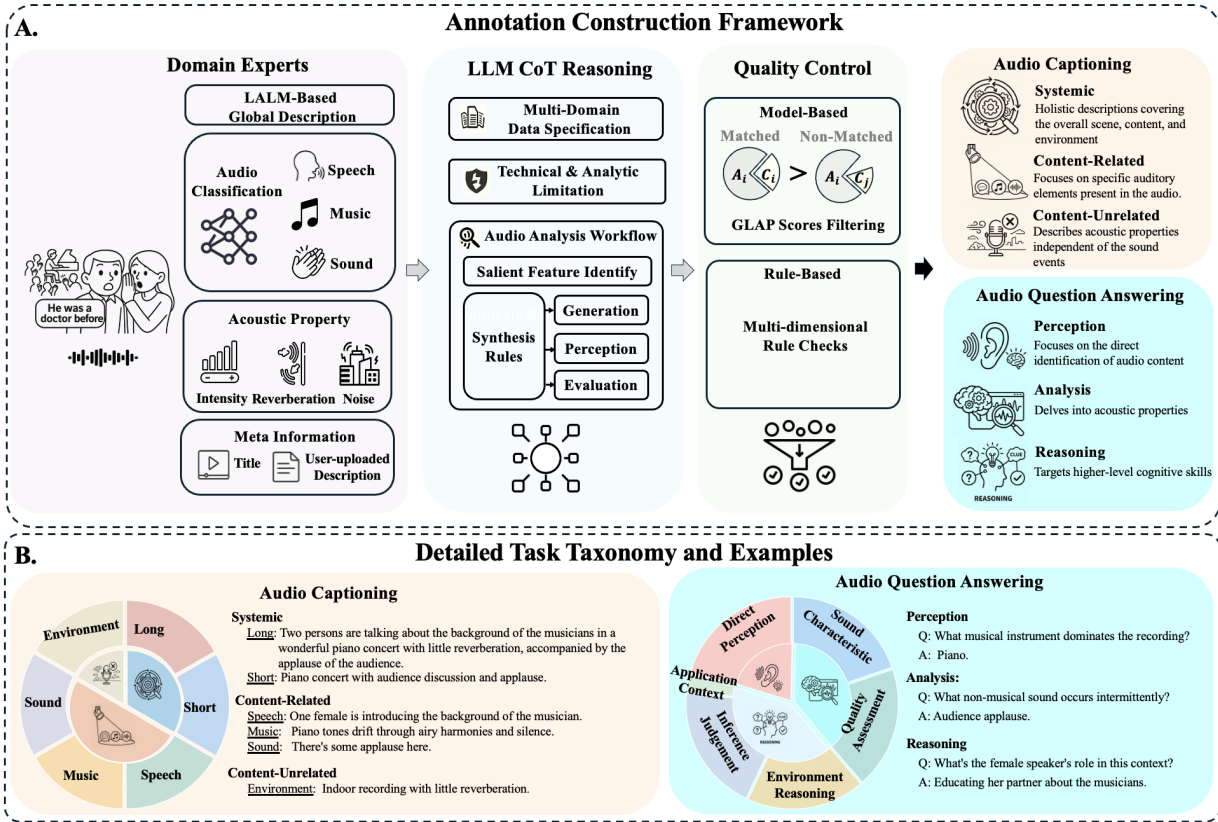 A.
Annotation Construction Framework
Domain Experts
LALM-Based
Global Description
Audio
Classification
Speech
Music
Sound
He was a
doctor before
Acoustic Property
Intensity Reverberation Noise
Meta Information
Title
User-uploaded
Description
LLM CoT Reasoning
Multi-Domain
Data Specification
Technical & Analytic
Limitation
Audio Analysis Workflow
Salient Feature Identify
Synthesis
Rules
Generation
Perception
Evaluation
Quality Control
Model-Based
Matched Non-Matched
A_i C_i > A_i C_j
GLAP Scores Filtering
Rule-Based
Multi-dimensional
Rule Checks
Audio Captioning
Systemic
Holistic descriptions covering
the overall scene, content, and
environment
Content-Related
Focuses on specific auditory
elements present in the audio.
Content-Unrelated
Describes acoustic properties
independent of the sound
events
Audio Question Answering
Perception
Focuses on the direct
identification of audio content
Analysis
Delves into acoustic properties
Reasoning
Targets higher-level cognitive skills
CLUE
REASONING
B.
Detailed Task Taxonomy and Examples
Audio Captioning
Environment
Long
Sound
Short
Music
Speech
Systemic
Long: Two persons are talking about the background of the musicians in a
wonderful piano concert with little reverberation, accompanied by the
applause of the audience.
Short: Piano concert with audience discussion and applause.
Content-Related
Speech: One female is introducing the background of the musician.
Music: Piano tones drift through airy harmonies and silence.
Sound: There's some applause here.
Content-Unrelated
Environment: Indoor recording with little reverberation.
Audio Question Answering
Direct
Perception
Sound
Characteristic
Application
Context
Quality
Assessment
Inference
Judgement
Environment
Reasoning
REASONING
Perception
Q: What musical instrument dominates the recording?
A: Piano.
Analysis:
Q: What non-musical sound occurs intermittently?
A: Audience applause.
Reasoning
Q: What's the female speaker's role in this context?
A: Educating her partner about the musicians.